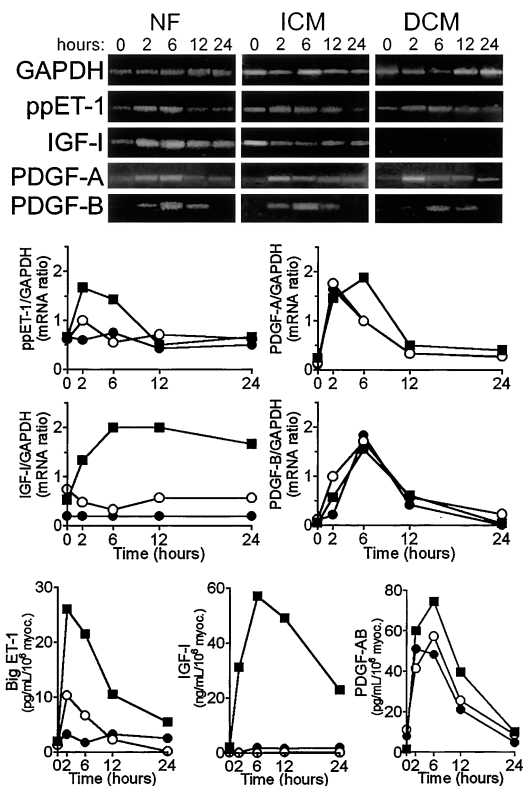 NF ICM DCM
hours: 0 2 6 12 24 0 2 6 12 24 0 2 6 12 24
GAPDH
ppET-1
IGF-I
PDGF-A
PDGF-B
ppET-1/GAPDH
(mRNA ratio)
2
1
0
0 2 6 12 24
PDGF-A/GAPDH
(mRNA ratio)
2
1
0
0 2 6 12 24
IGF-I/GAPDH
(mRNA ratio)
2
1
0
0 2 6 12 24
Time (hours)
PDGF-B/GAPDH
(mRNA ratio)
2
1
0
0 2 6 12 24
Time (hours)
Big ET-1
(pg/mL/10⁶ myoc.)
30
20
10
0
0 2 6 12 24
Time (hours)
IGF-I
(ng/mL/10⁶ myoc.)
60
40
20
0
0 2 6 12 24
Time (hours)
PDGF-AB
(pg/mL/10⁶ myoc.)
80
60
40
20
0
0 2 6 12 24
Time (hours)